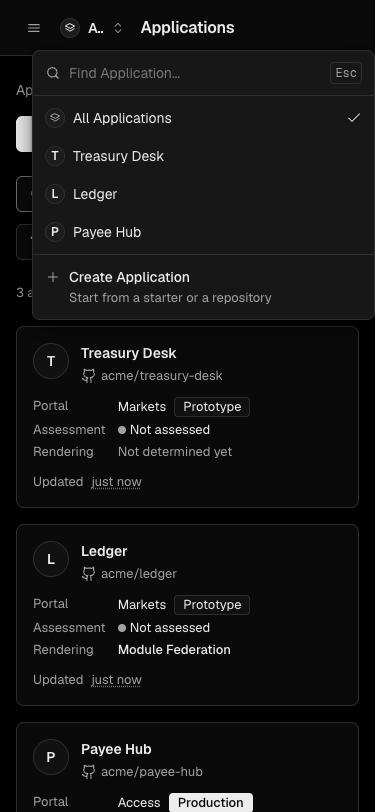 A..
Applications
Find Application...
Esc
All Applications
T Treasury Desk
L Ledger
P Payee Hub
Create Application
Start from a starter or a repository
Ap
3 a
T
Treasury Desk
acme/treasury-desk
Portal Markets Prototype
Assessment Not assessed
Rendering Not determined yet
Updated just now
L
Ledger
acme/ledger
Portal Markets Prototype
Assessment Not assessed
Rendering Module Federation
Updated just now
P
Payee Hub
acme/payee-hub
Portal Access Production